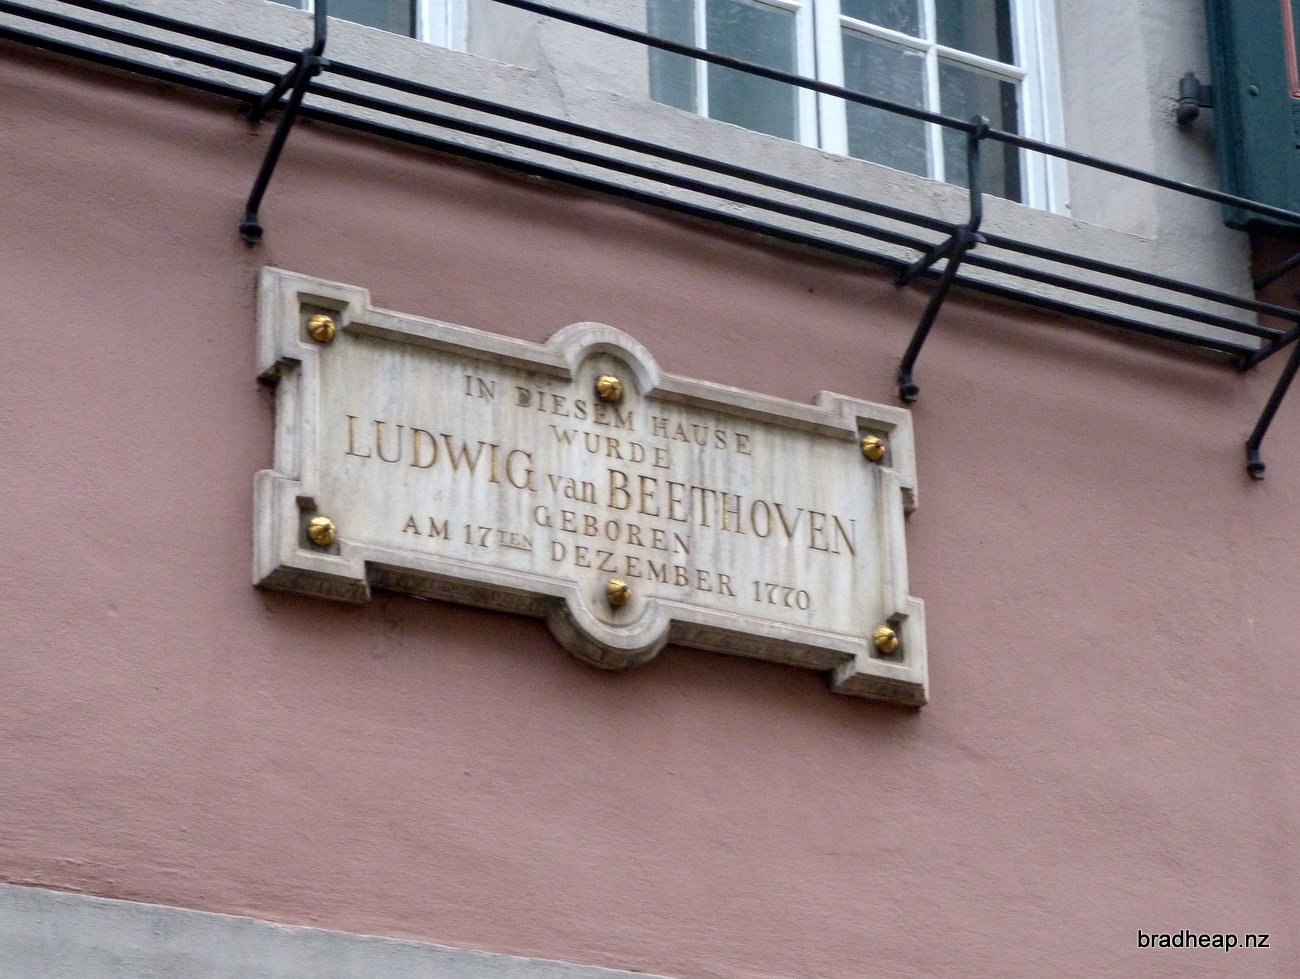 IN DIESEM HAUSE
WURDE
LUDWIG van BEETHOVEN
GEBOREN
AM 17TEN DEZEMBER 1770
bradheap.nz